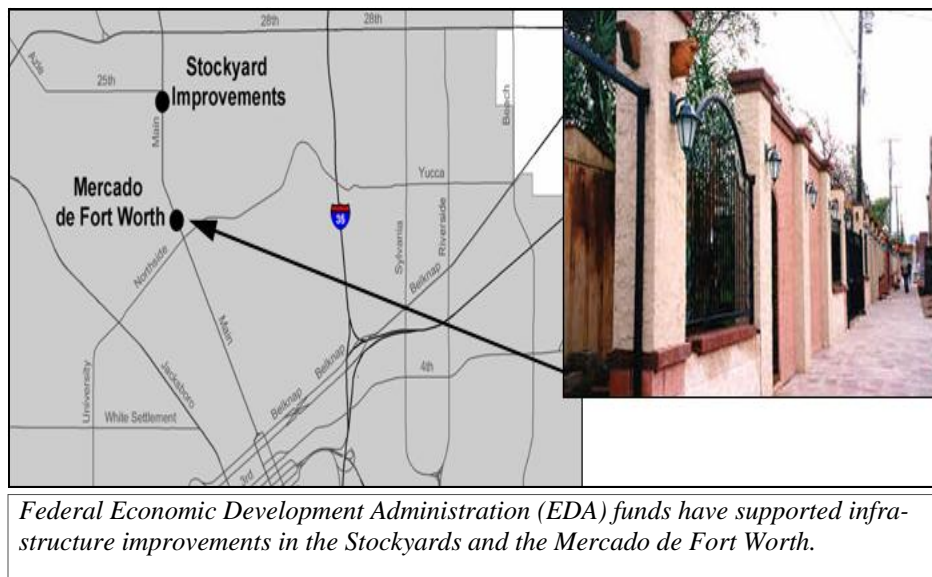 28th
28th
Azle
25th
Stockyard
Improvements
Main
Beech
Mercado
de Fort Worth
Yucca
35
Sylvania
Riverside
Northside
Belknap
Main
University
Jacksboro
Belknap
Belknap
4th
White Settlement
3rd
Federal Economic Development Administration (EDA) funds have supported infra-
structure improvements in the Stockyards and the Mercado de Fort Worth.